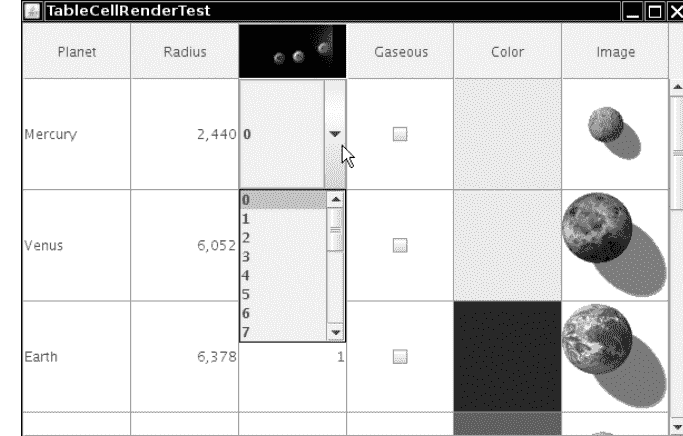 TableCellRenderTest
Planet Radius Gaseous Color Image
Mercury 2,440 0
0
1
2
Venus 6,052
3
4
5
6
7
Earth 6,378 1